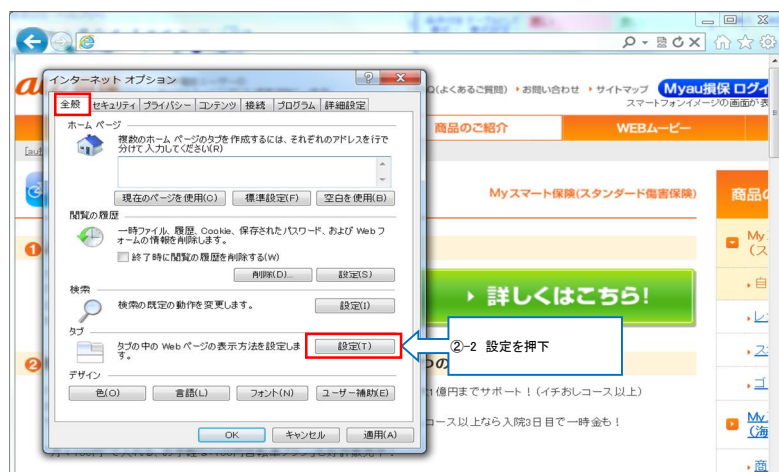 インターネット オプション
全般 セキュリティ プライバシー コンテンツ 接続 プログラム 詳細設定
ホーム ページ
複数のホーム ページのタブを作成するには、それぞれのアドレスを行で
分けて入力してください(R)
現在のページを使用(C) 標準設定(F) 空白を使用(B)
閲覧の履歴
一時ファイル、履歴、Cookie、保存されたパスワード、および Web フ
ォームの情報を削除します。
終了時に閲覧の履歴を削除する(W)
削除(D)... 設定(S)
検索
検索の既定の動作を変更します。
設定(I)
タブ
タブの中の Web ページの表示方法を設定しま
す。
設定(T)
デザイン
色(O) 言語(L) フォント(N) ユーザー補助(E)
OK キャンセル 適用(A)
②-2 設定を押下
Q(よくあるご質問) お問い合わせ サイトマップ Myau損保 ログイ
スマートフォンイメージの画面が表
商品のご紹介 WEBムービー
Myスマート保険(スタンダード傷害保険) 商品
詳しくはこちら!
億円までサポート！(イチおしコース以上)
コース以上なら入院3日目で一時金も！
My
(ス
自
レ
ス
ゴ
My
(海
商